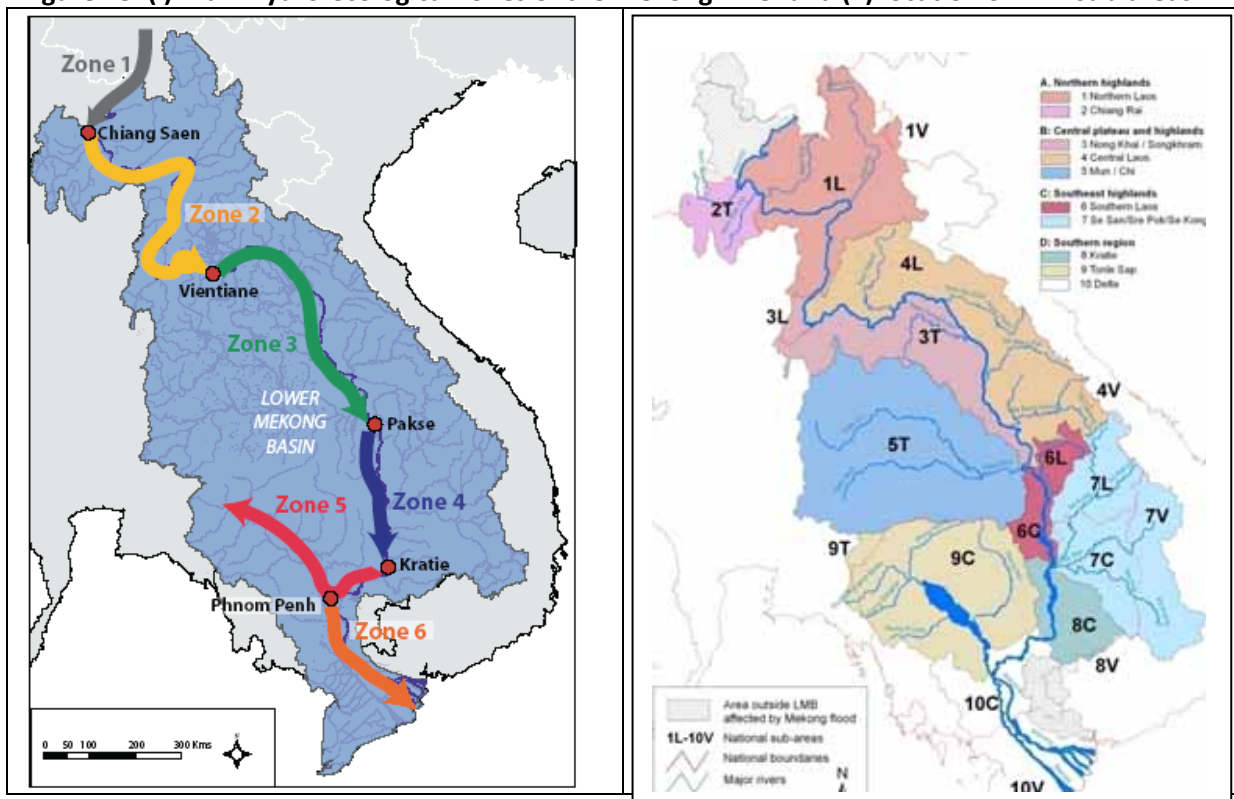 Zone 1
Chiang Saen
Zone 2
Vientiane
Zone 3
LOWER
MEKONG
BASIN
Pakse
Zone 5
Zone 4
Kratie
Phnom Penh
Zone 6
0 50 100 200 300 Kms
N
A. Northern highlands
1 Northern Laos
2 Chiang Rai
B: Central plateau and highlands
3 Nong Khai / Songkhram
4 Central Laos
5 Mun / Chi
C: Southeast highlands
6 Southern Laos
7 Se San/Sre Pok/Se Kong
D: Southern region
8 Kratie
9 Tonle Sap
10 Delta
1V
1L
2T
4L
3L
3T
4V
5T
6L
7L
7V
6C
9T
9C
7C
8C
8V
10C
10V
Area outside LMB
affected by Mekong flood
1L-10V National sub-areas
National boundaries
Major rivers
N